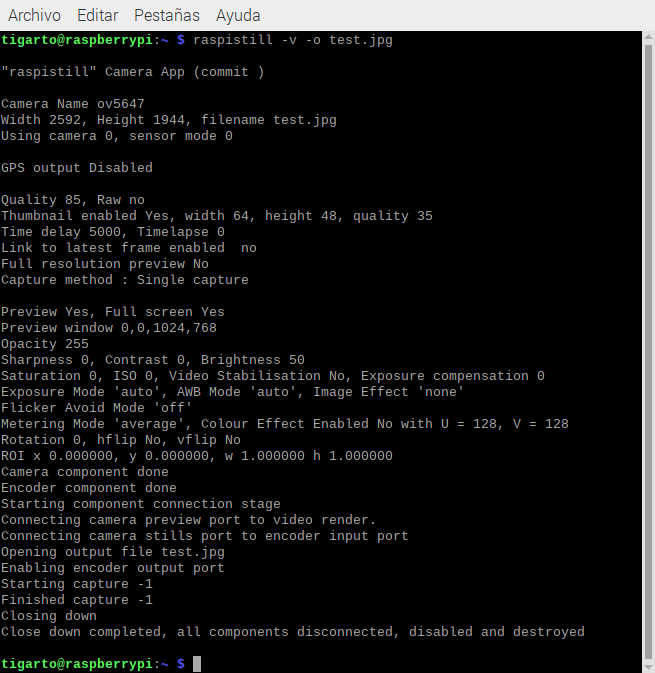 Archivo Editar Pestañas Ayuda
tigarto@raspberrypi:~ $ raspistill -v -o test.jpg
"raspistill" Camera App (commit )
Camera Name ov5647
Width 2592, Height 1944, filename test.jpg
Using camera 0, sensor mode 0
GPS output Disabled
Quality 85, Raw no
Thumbnail enabled Yes, width 64, height 48, quality 35
Time delay 5000, Timelapse 0
Link to latest frame enabled  no
Full resolution preview No
Capture method : Single capture
Preview Yes, Full screen Yes
Preview window 0,0,1024,768
Opacity 255
Sharpness 0, Contrast 0, Brightness 50
Saturation 0, ISO 0, Video Stabilisation No, Exposure compensation 0
Exposure Mode 'auto', AWB Mode 'auto', Image Effect 'none'
Flicker Avoid Mode 'off'
Metering Mode 'average', Colour Effect Enabled No with U = 128, V = 128
Rotation 0, hflip No, vflip No
ROI x 0.000000, y 0.000000, w 1.000000 h 1.000000
Camera component done
Encoder component done
Starting component connection stage
Connecting camera preview port to video render.
Connecting camera stills port to encoder input port
Opening output file test.jpg
Enabling encoder output port
Starting capture -1
Finished capture -1
Closing down
Close down completed, all components disconnected, disabled and destroyed
tigarto@raspberrypi:~ $